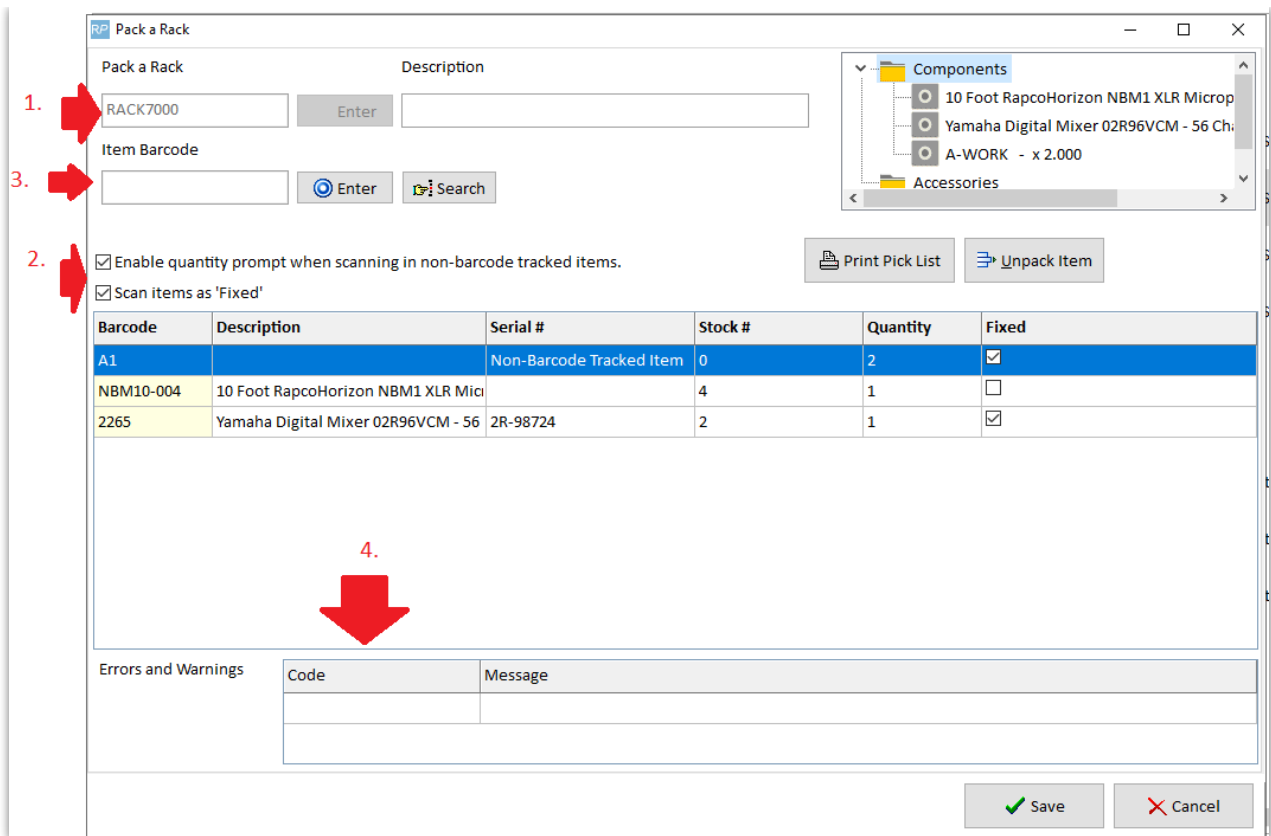 RP Pack a Rack
Pack a Rack
Description
1.
RACK7000
Enter
Item Barcode
3.
Enter
Search
Components
10 Foot RapcoHorizon NBM1 XLR Microp
Yamaha Digital Mixer 02R96VCM - 56 Cha
A-WORK - x 2.000
Accessories
2.
Enable quantity prompt when scanning in non-barcode tracked items.
Scan items as 'Fixed'
Print Pick List
Unpack Item
Barcode Description Serial # Stock # Quantity Fixed
A1 Non-Barcode Tracked Item 0 2
NBM10-004 10 Foot RapcoHorizon NBM1 XLR Micr 4 1
2265 Yamaha Digital Mixer 02R96VCM - 56 2R-98724 2 1
4.
Errors and Warnings
Code Message
Save
Cancel